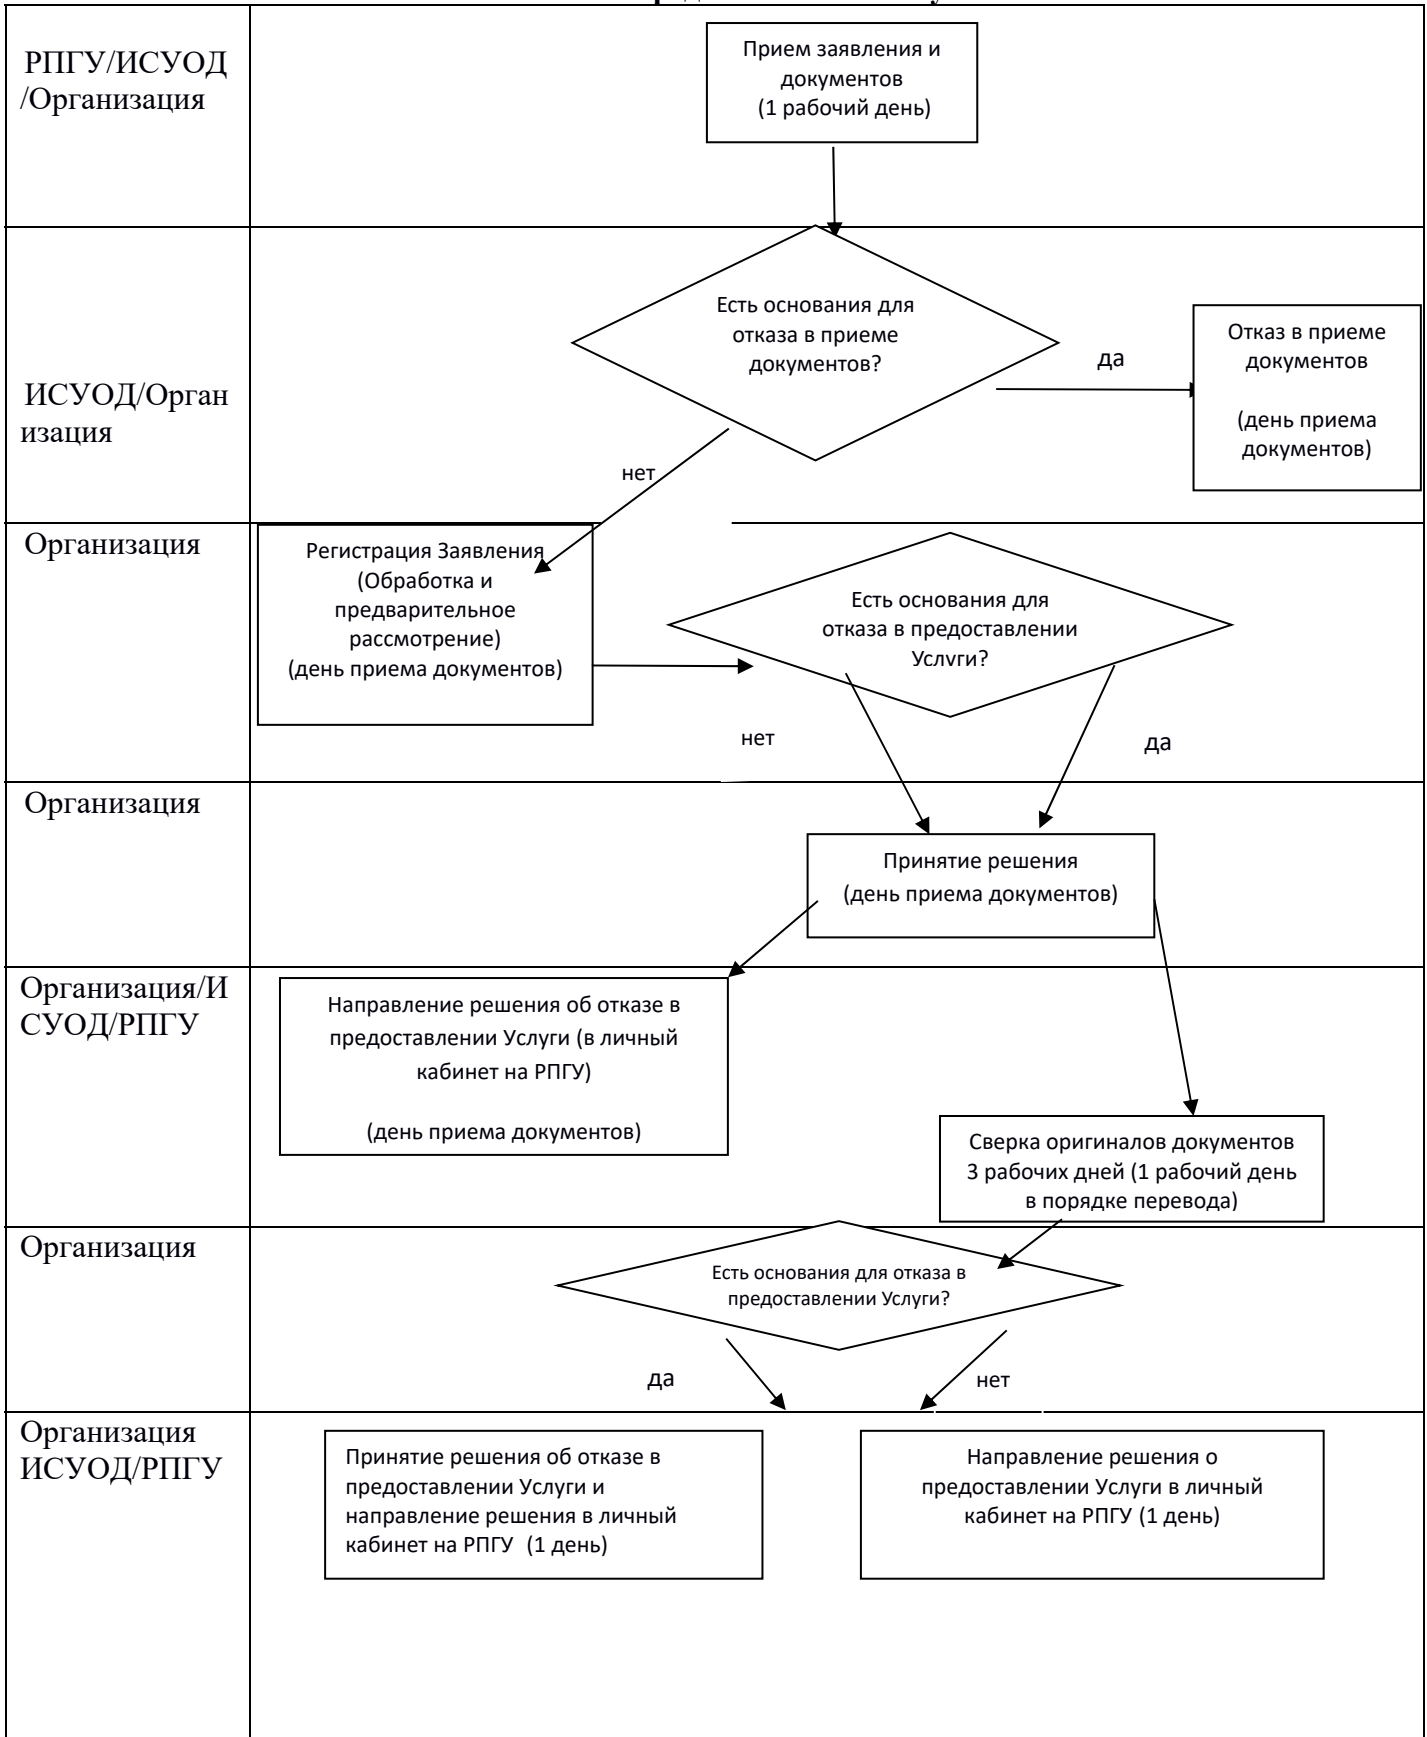 РПГУ/ИСУОД
/Организация
Прием заявления и
документов
(1 рабочий день)
ИСУОД/Орган
изация
Есть основания для
отказа в приеме
документов?
да
Отказ в приеме
документов
(день приема
документов)
нет
Организация
Регистрация Заявления
(Обработка и
предварительное
рассмотрение)
(день приема документов)
Есть основания для
отказа в предоставлении
Услуги?
нет
да
Организация
Принятие решения
(день приема документов)
Организация/И
СУОД/РПГУ
Направление решения об отказе в
предоставлении Услуги (в личный
кабинет на РПГУ)
(день приема документов)
Сверка оригиналов документов
3 рабочих дней (1 рабочий день
в порядке перевода)
Организация
Есть основания для отказа в
предоставлении Услуги?
да
нет
Организация
ИСУОД/РПГУ
Принятие решения об отказе в
предоставлении Услуги и
направление решения в личный
кабинет на РПГУ (1 день)
Направление решения о
предоставлении Услуги в личный
кабинет на РПГУ (1 день)